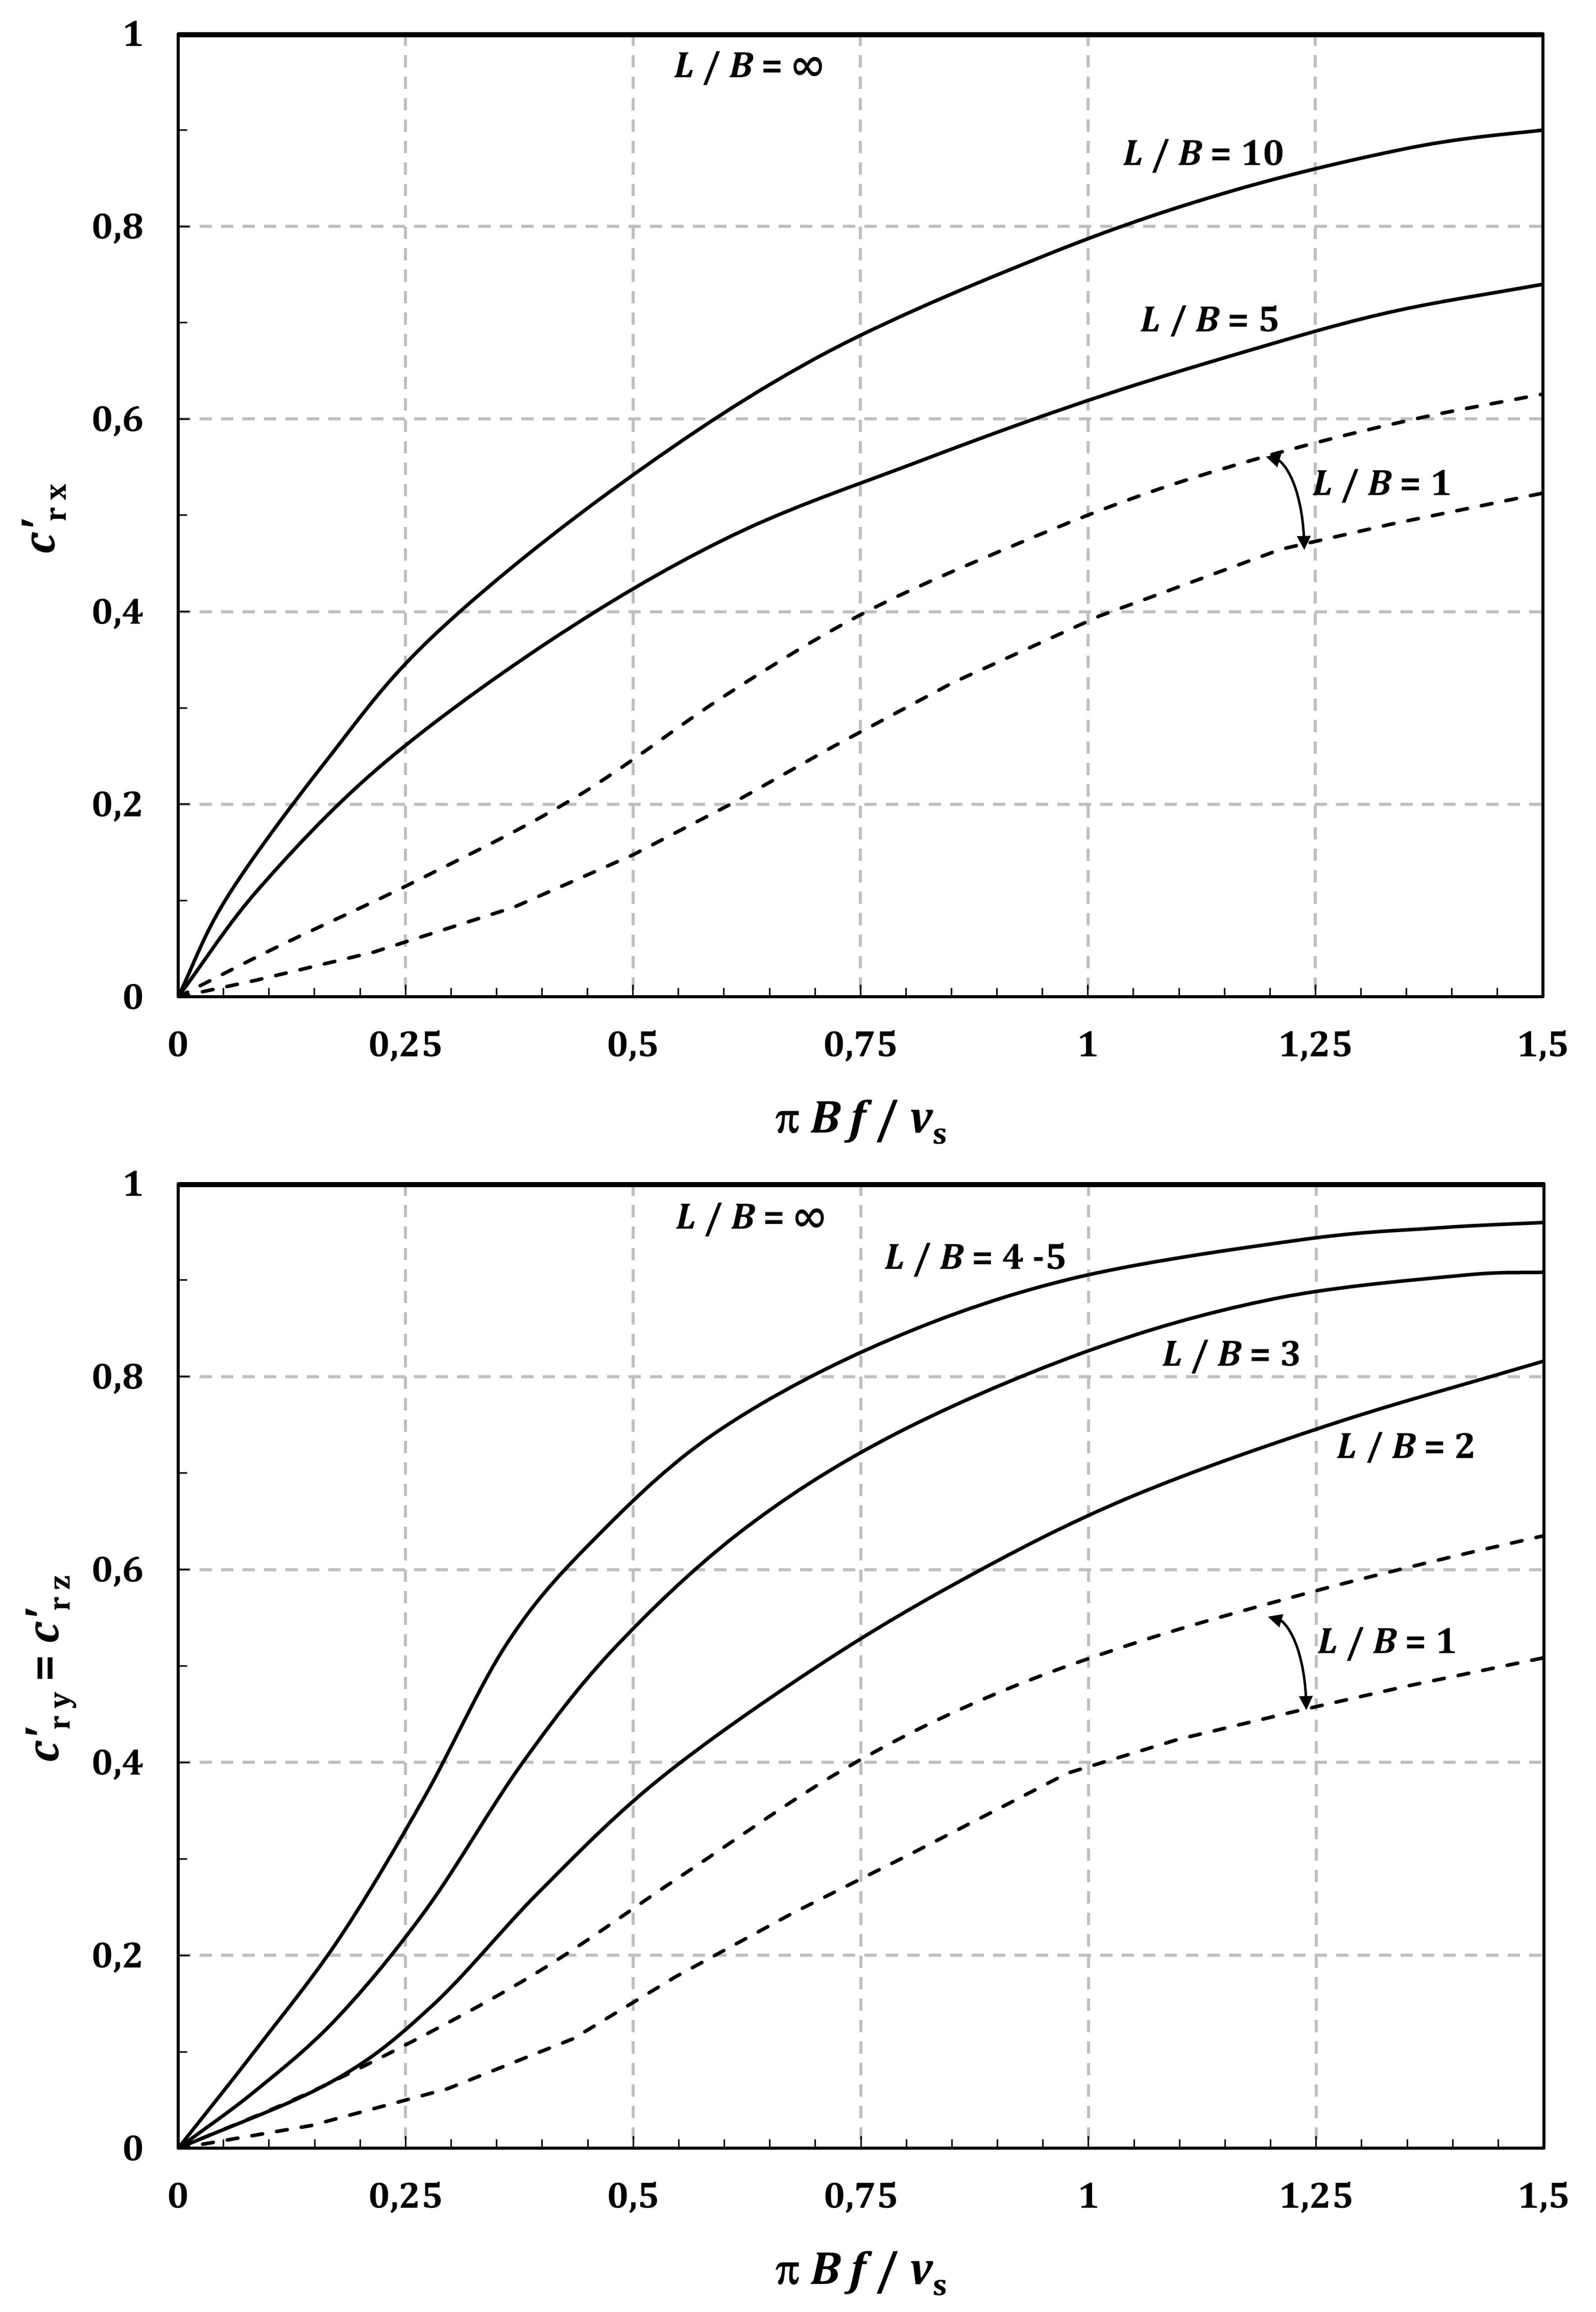 1
L / B = ∞
L / B = 10
0,8
L / B = 5
0,6
L / B = 1
c′ r x
0,4
0,2
0
0 0,25 0,5 0,75 1 1,25 1,5
π B f / vs
1
L / B = ∞
L / B = 4 -5
L / B = 3
0,8
L / B = 2
0,6
L / B = 1
c′ r y = c′ r z
0,4
0,2
0
0 0,25 0,5 0,75 1 1,25 1,5
π B f / vs